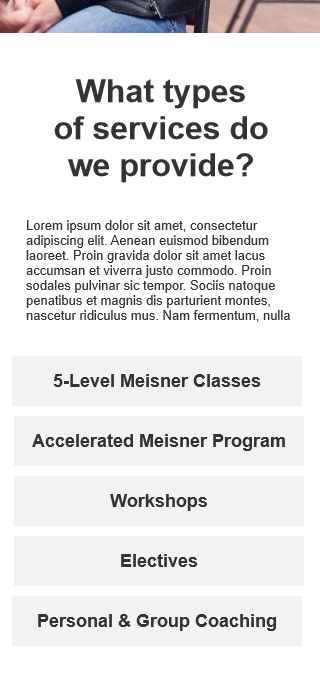 What types
of services do
we provide?
Lorem ipsum dolor sit amet, consectetur
adipiscing elit. Aenean euismod bibendum
laoreet. Proin gravida dolor sit amet lacus
accumsan et viverra justo commodo. Proin
sodales pulvinar sic tempor. Sociis natoque
penatibus et magnis dis parturient montes,
nascetur ridiculus mus. Nam fermentum, nulla
5-Level Meisner Classes
Accelerated Meisner Program
Workshops
Electives
Personal & Group Coaching